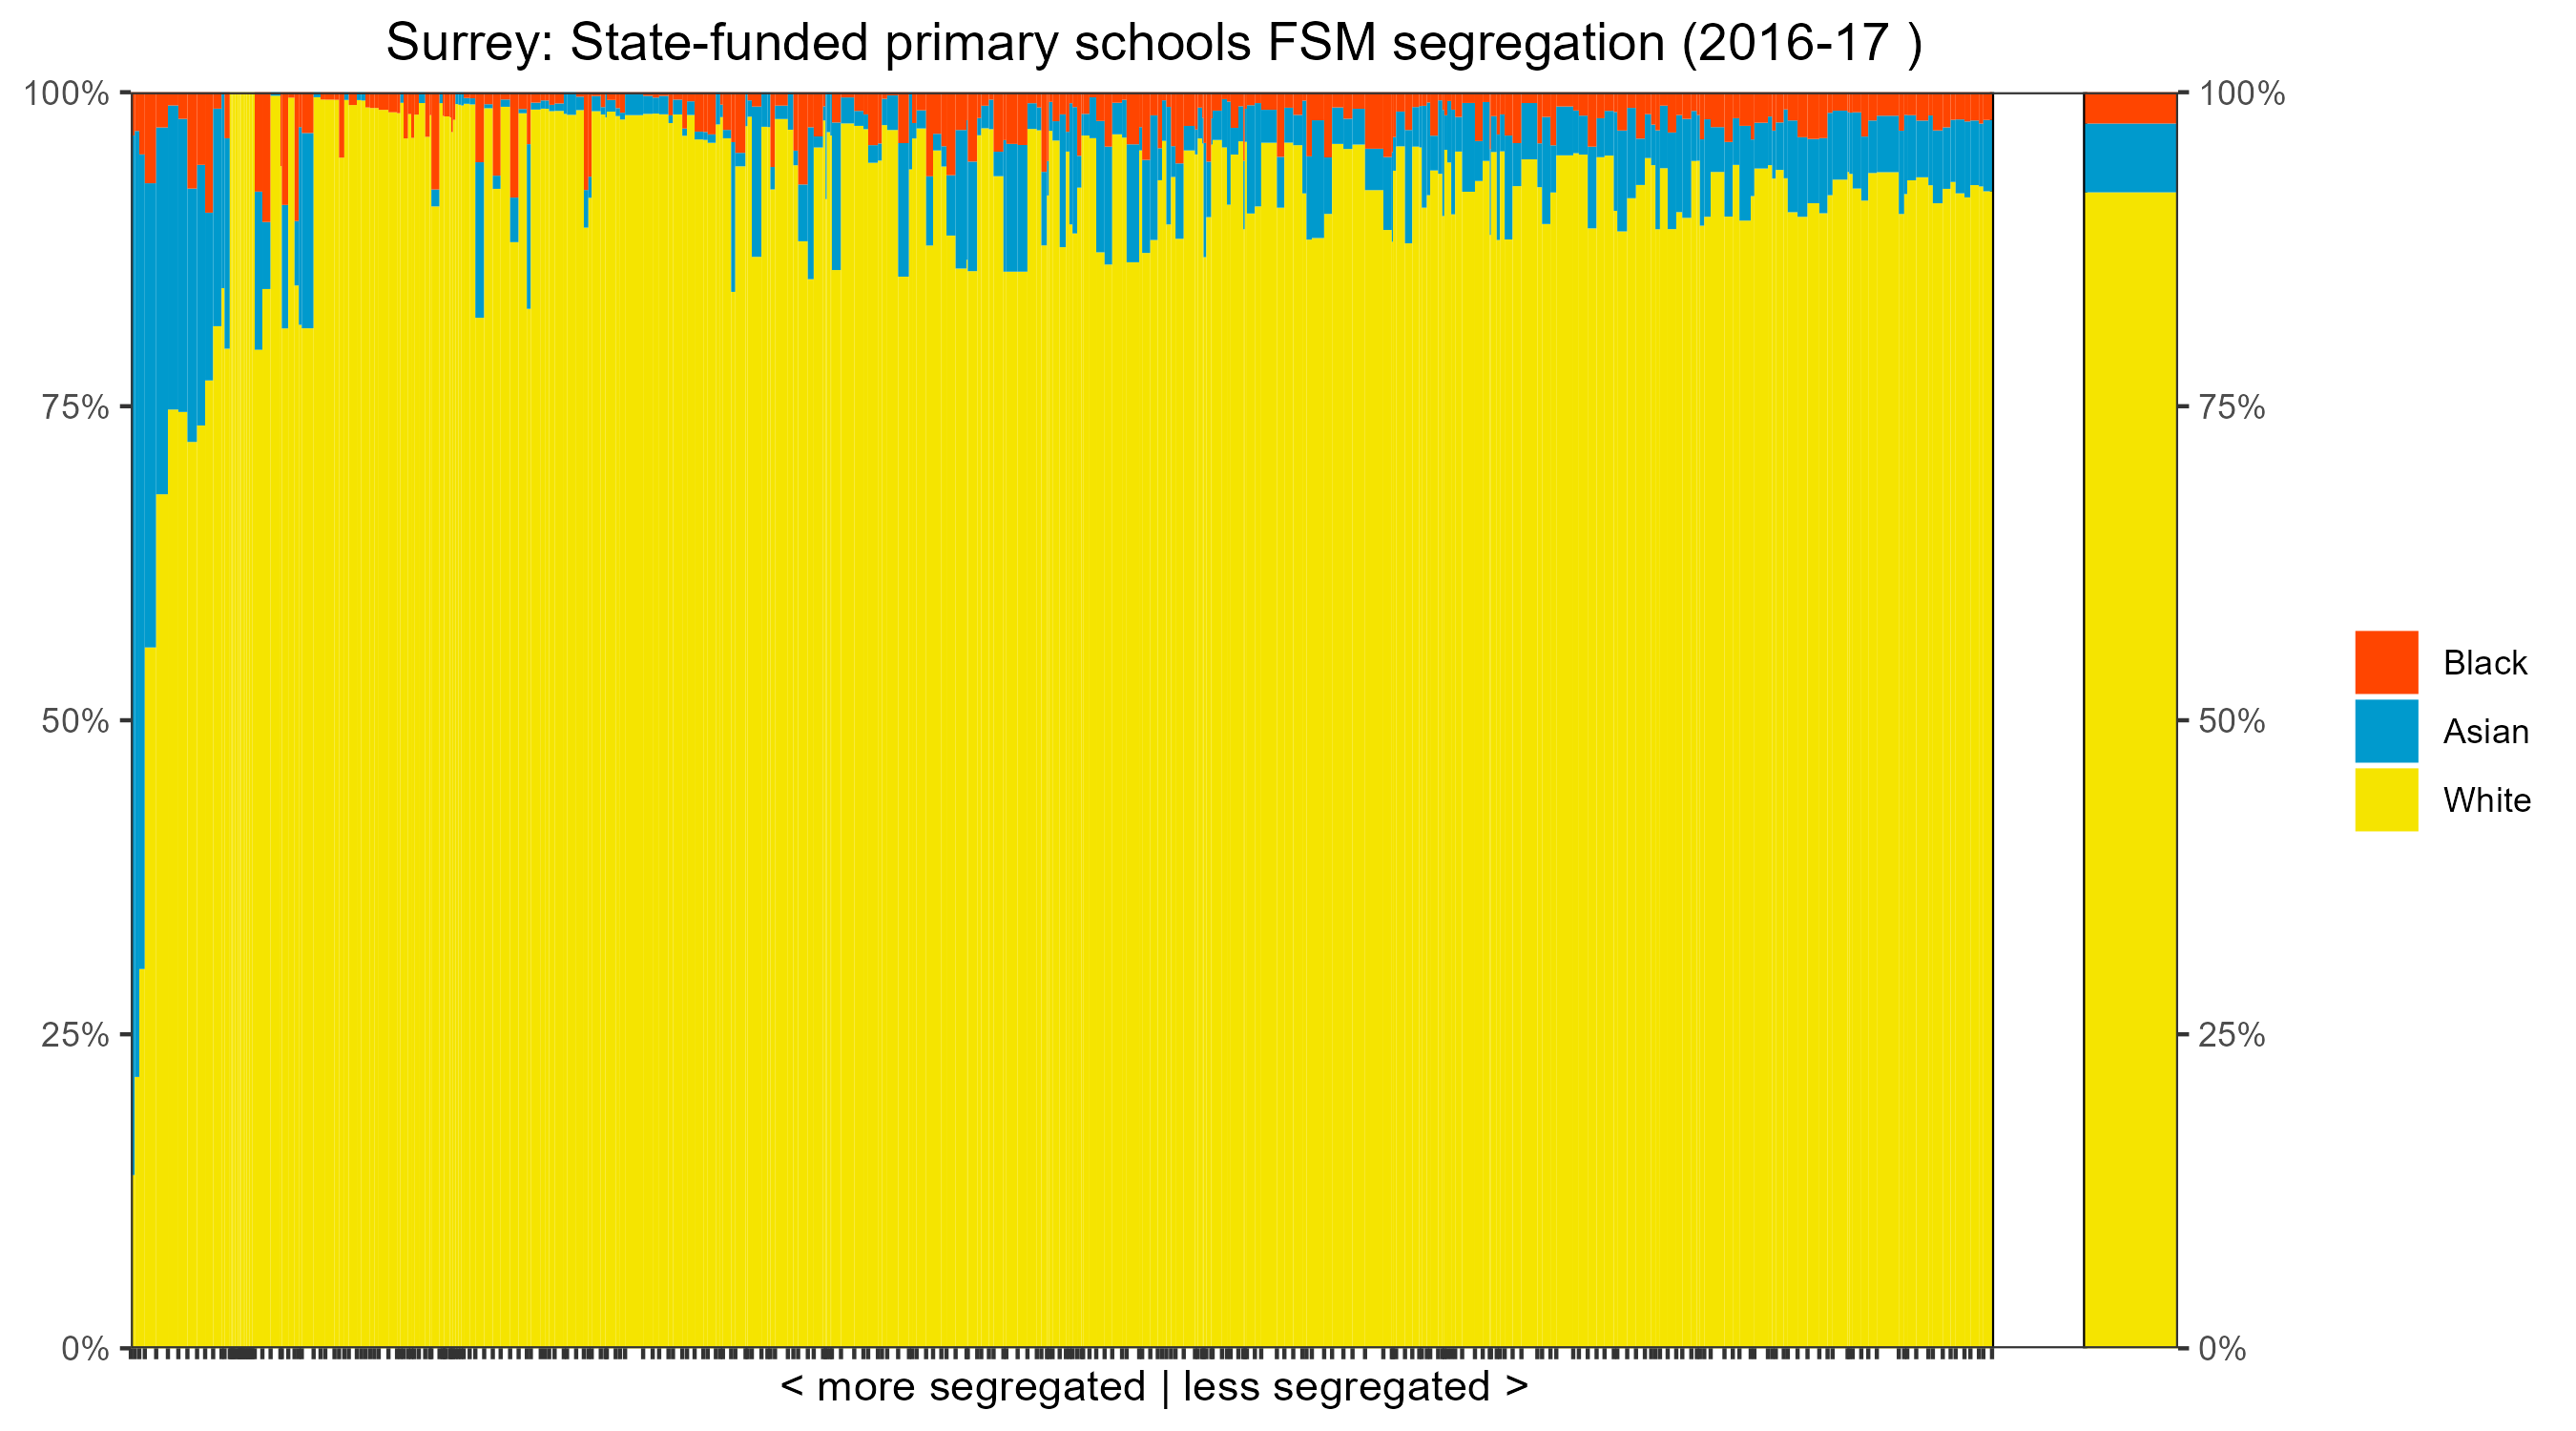 Surrey: State-funded primary schools FSM segregation (2016-17 )
100%
75%
50%
25%
0%
100%
75%
50%
25%
0%
Black
Asian
White
< more segregated | less segregated >